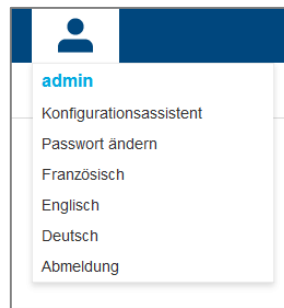 admin
Konfigurationsassistent
Passwort ändern
Französisch
Englisch
Deutsch
Abmeldung